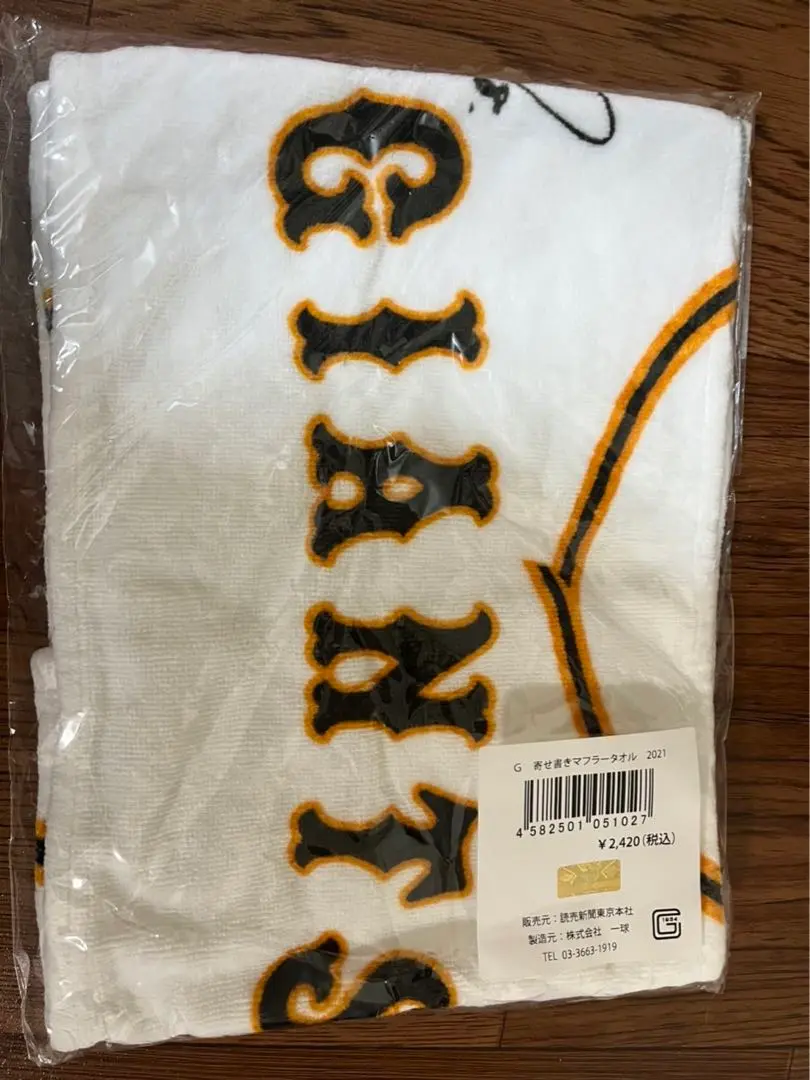 GIANTS
G 寄せ書きマフラータオル 2021
4 582501 051027
￥2,420(税込)
販売元：読売新聞東京本社
製造元：株式会社 一球
TEL 03-3663-1919
1934
G